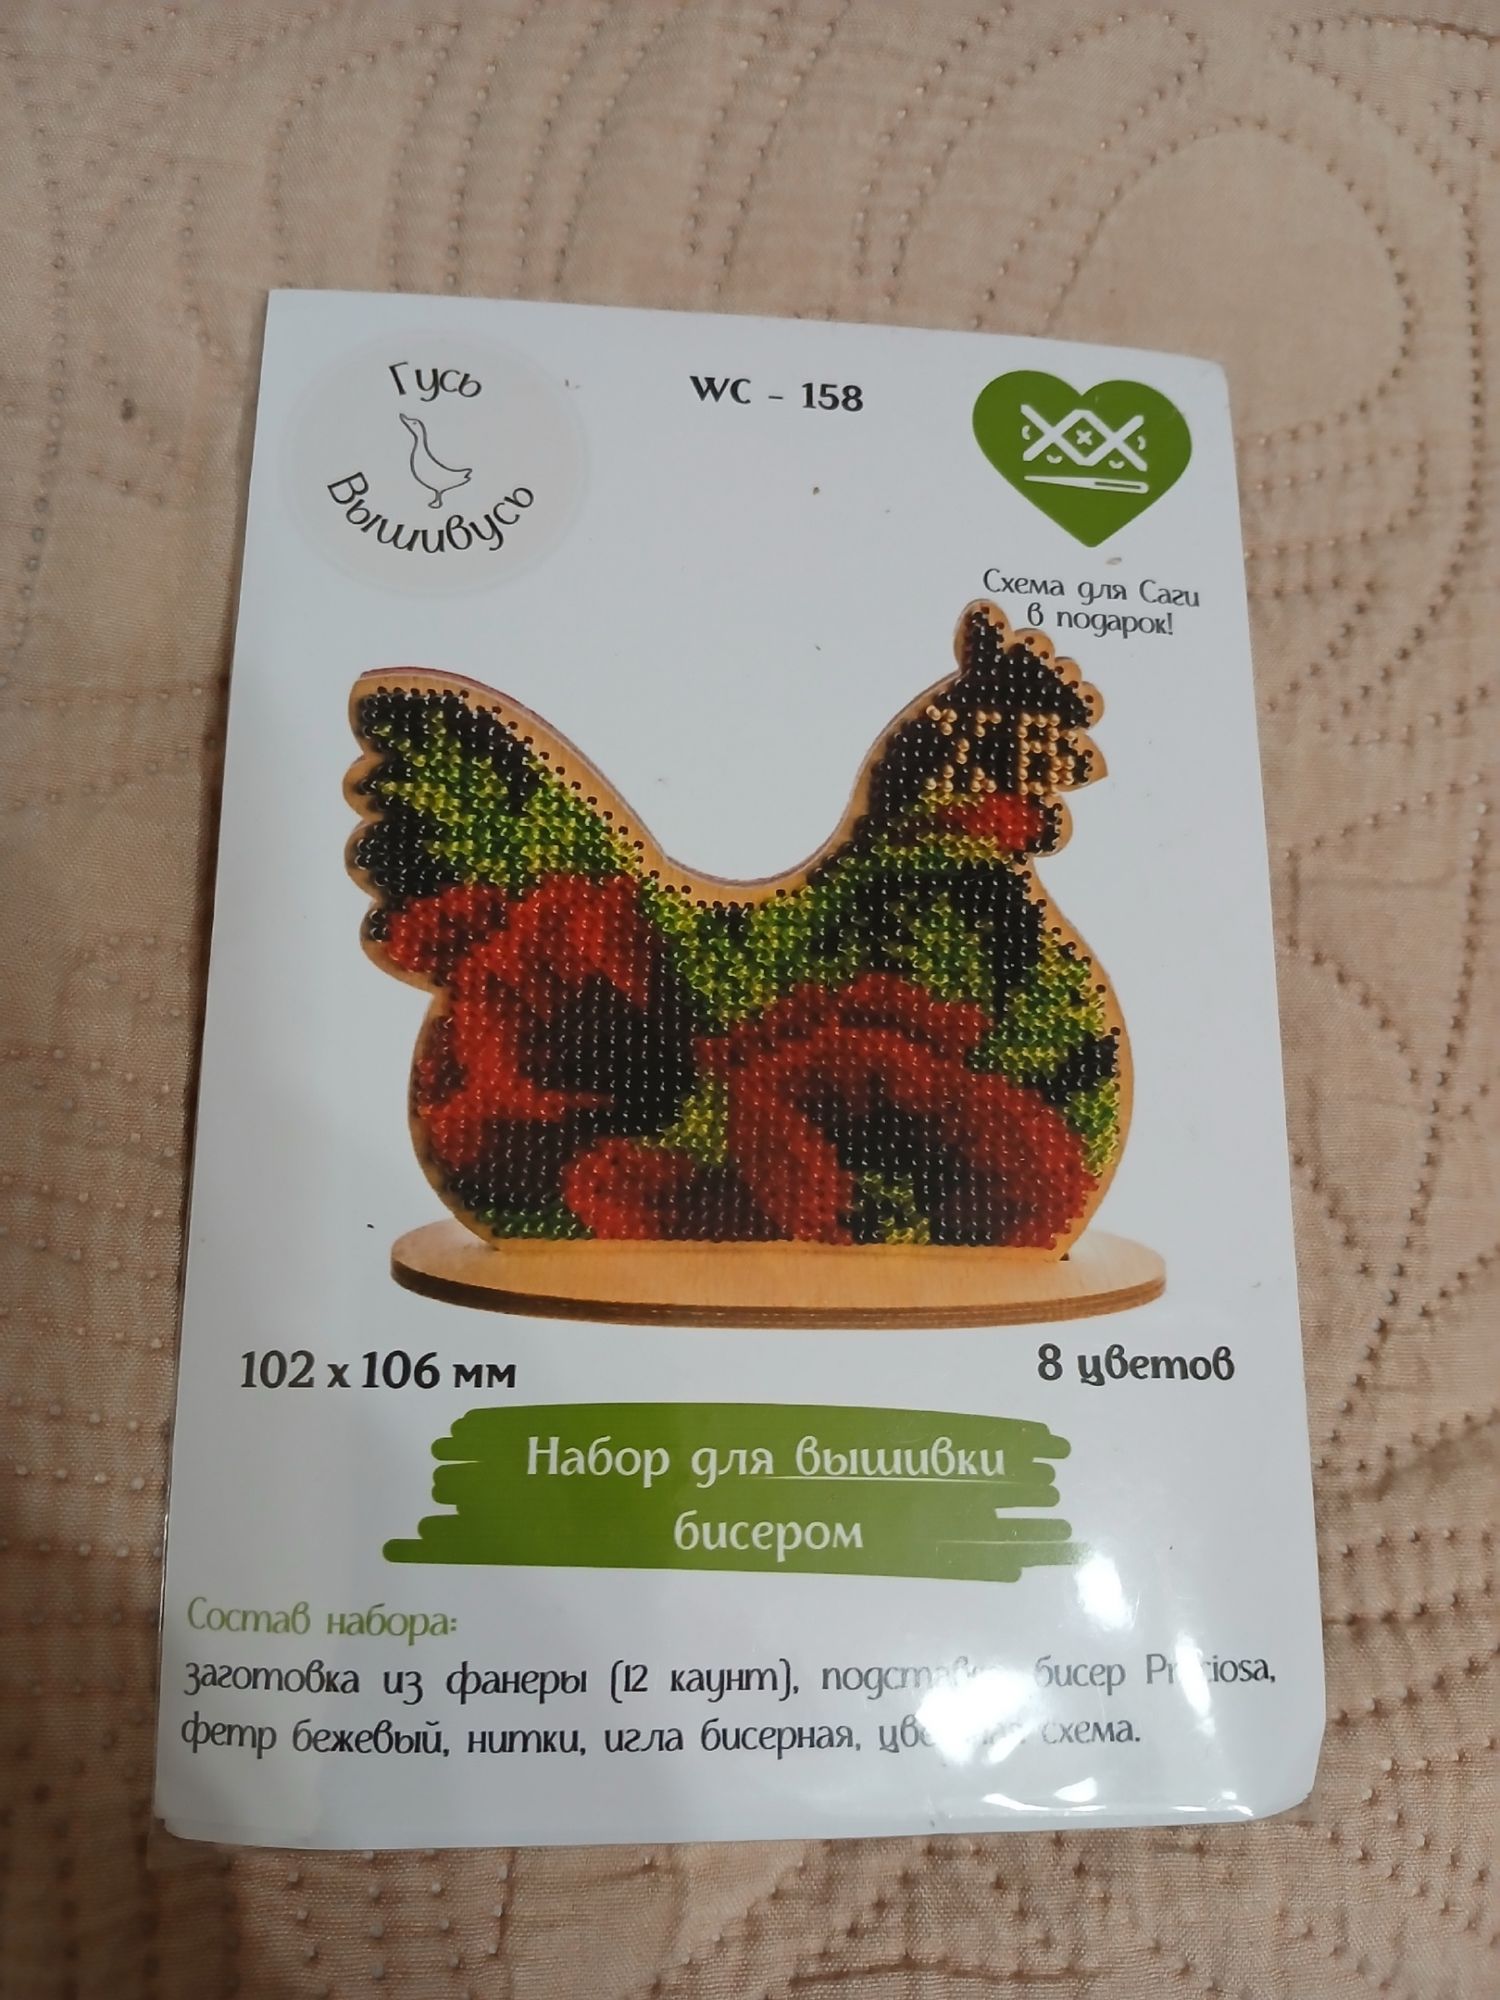 Гусь
Вышивусь
WC - 158
Схема для Саги
в подарок!
ХВ
102 х 106 мм
8 цветов
Набор для вышивки
бисером
Состав набора:
заготовка из фанеры (12 каунт), бисер
фетр бежевый, нитки, игла бисерная, схема.